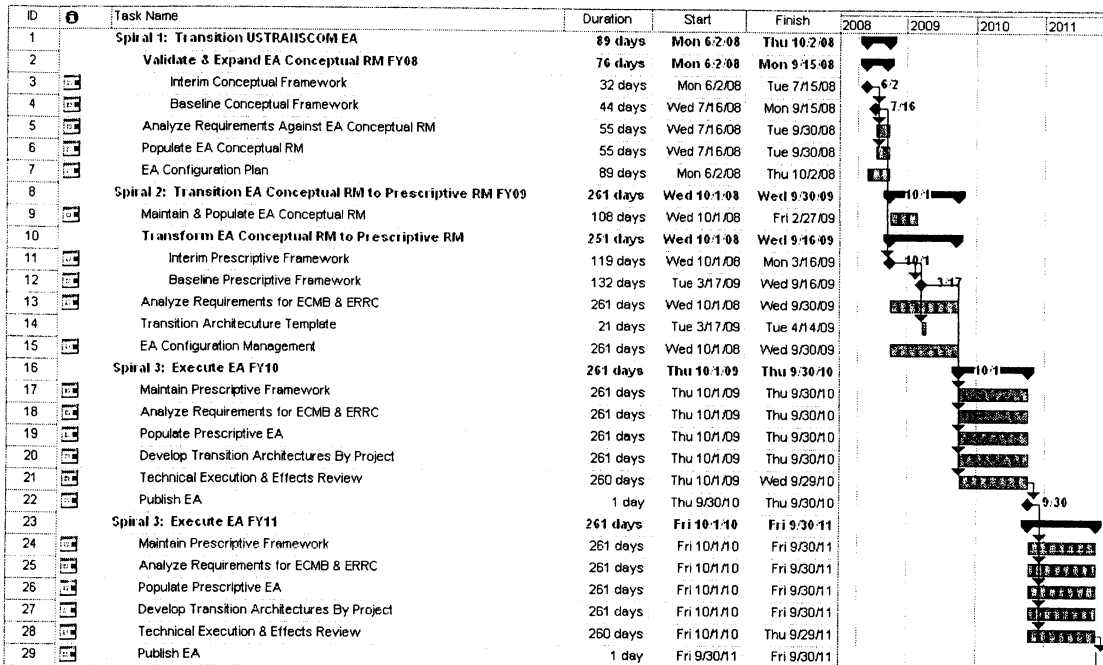 ID Task Name Duration Start Finish 2008 2009 2010 2011
1 Spiral 1: Transition USTRANSCOM EA 89 days Mon 6/2/08 Thu 10/2/08
2 Validate & Expand EA Conceptual RM FY08 76 days Mon 6/2/08 Mon 9/15/08
3 Interim Conceptual Framework 32 days Mon 6/2/08 Tue 7/15/08 6/2
4 Baseline Conceptual Framework 44 days Wed 7/16/08 Mon 9/15/08 7/16
5 Analyze Requirements Against EA Conceptual RM 55 days Wed 7/16/08 Tue 9/30/08
6 Populate EA Conceptual RM 55 days Wed 7/16/08 Tue 9/30/08
7 EA Configuration Plan 89 days Mon 6/2/08 Thu 10/2/08
8 Spiral 2: Transition EA Conceptual RM to Prescriptive RM FY09 261 days Wed 10/1/08 Wed 9/30/09 10/1
9 Maintain & Populate EA Conceptual RM 108 days Wed 10/1/08 Fri 2/27/09
10 Transform EA Conceptual RM to Prescriptive RM 251 days Wed 10/1/08 Wed 9/16/09
11 Interim Prescriptive Framework 119 days Wed 10/1/08 Mon 3/16/09 10/1
12 Baseline Prescriptive Framework 132 days Tue 3/17/09 Wed 9/16/09 3/17
13 Analyze Requirements for ECMB & ERRC 261 days Wed 10/1/08 Wed 9/30/09
14 Transition Architecuture Template 21 days Tue 3/17/09 Tue 4/14/09
15 EA Configuration Management 261 days Wed 10/1/08 Wed 9/30/09
16 Spiral 3: Execute EA FY10 261 days Thu 10/1/09 Thu 9/30/10 10/1
17 Maintain Prescriptive Framework 261 days Thu 10/1/09 Thu 9/30/10
18 Analyze Requirements for ECMB & ERRC 261 days Thu 10/1/09 Thu 9/30/10
19 Populate Prescriptive EA 261 days Thu 10/1/09 Thu 9/30/10
20 Develop Transition Architectures By Project 261 days Thu 10/1/09 Thu 9/30/10
21 Technical Execution & Effects Review 260 days Thu 10/1/09 Wed 9/29/10
22 Publish EA 1 day Thu 9/30/10 Thu 9/30/10 9/30
23 Spiral 3: Execute EA FY11 261 days Fri 10/1/10 Fri 9/30/11
24 Maintain Prescriptive Framework 261 days Fri 10/1/10 Fri 9/30/11
25 Analyze Requirements for ECMB & ERRC 261 days Fri 10/1/10 Fri 9/30/11
26 Populate Prescriptive EA 261 days Fri 10/1/10 Fri 9/30/11
27 Develop Transition Architectures By Project 261 days Fri 10/1/10 Fri 9/30/11
28 Technical Execution & Effects Review 260 days Fri 10/1/10 Thu 9/29/11
29 Publish EA 1 day Fri 9/30/11 Fri 9/30/11